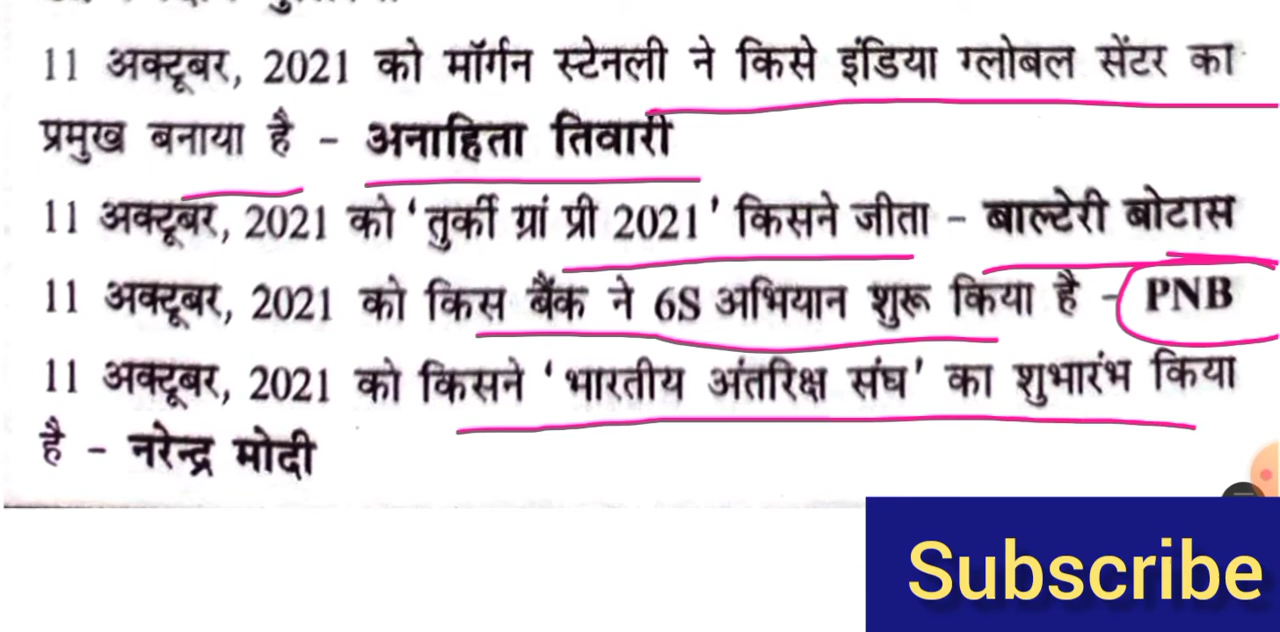 11 अक्टूबर, 2021 को मॉर्गन स्टेनली ने किसे इंडिया ग्लोबल सेंटर का
प्रमुख बनाया है - अनाहिता तिवारी
11 अक्टूबर, 2021 को ‘तुर्की ग्रां प्री 2021’ किसने जीता - बाल्टेरी बोटास
11 अक्टूबर, 2021 को किस बैंक ने 6S अभियान शुरू किया है - PNB
11 अक्टूबर, 2021 को किसने ‘भारतीय अंतरिक्ष संघ’ का शुभारंभ किया
है - नरेन्द्र मोदी
Subscribe